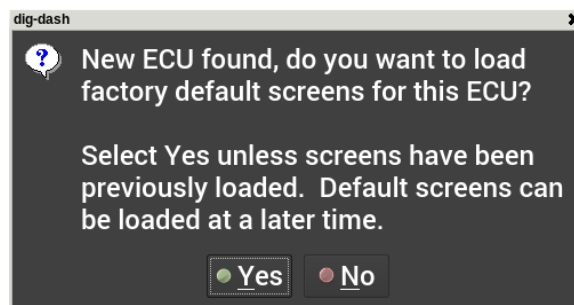 dig-dash
New ECU found, do you want to load
factory default screens for this ECU?
Select Yes unless screens have been
previously loaded.  Default screens can
be loaded at a later time.
Yes
No